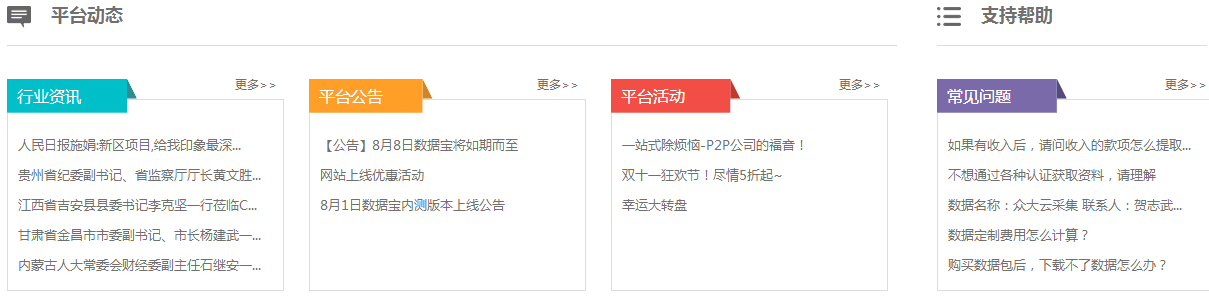 平台动态
行业资讯
更多>>
人民日报施娟:新区项目,给我印象最深...
贵州省纪委副书记、省监察厅厅长黄文胜...
江西省吉安县县委书记李克坚一行莅临C...
甘肃省金昌市市委副书记、市长杨建武一...
内蒙古人大常委会财经委副主任石继安一...
平台公告
更多>>
【公告】8月8日数据宝将如期而至
网站上线优惠活动
8月1日数据宝内测版本上线公告
平台活动
更多>>
一站式除烦恼-P2P公司的福音！
双十一狂欢节！尽情5折起~
幸运大转盘
支持帮助
常见问题
更多>>
如果有收入后，请问收入的款项怎么提取...
不想通过各种认证获取资料，请理解
数据名称：众大云采集 联系人：贺志武...
数据定制费用怎么计算？
购买数据包后，下载不了数据怎么办？